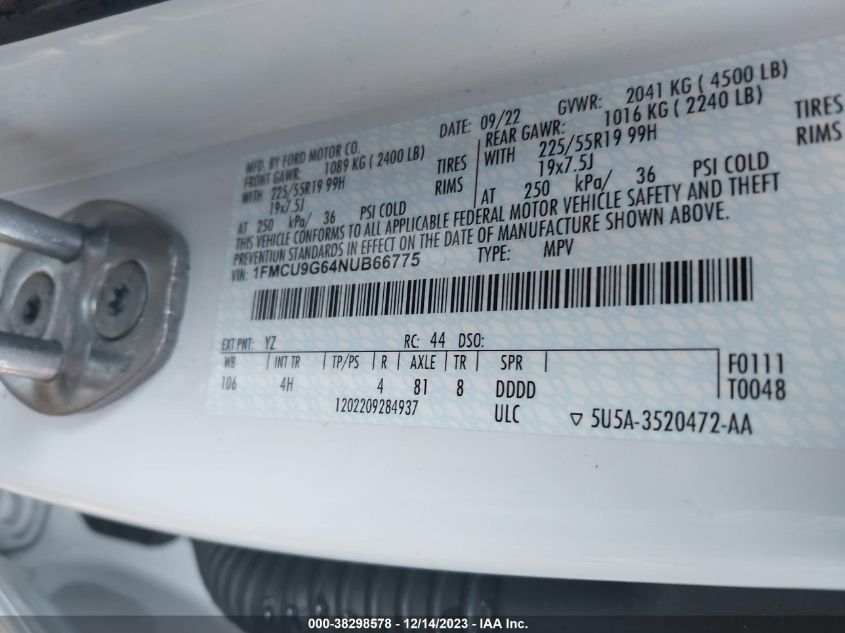 MFD. BY FORD MOTOR CO.
DATE: 09/22 GVWR: 2041 KG ( 4500 LB)
FRONT GAWR: 1089 KG ( 2400 LB)
REAR GAWR: 1016 KG ( 2240 LB)
WITH 225/55R19 99H TIRES
WITH 225/55R19 99H TIRES
19x7.5J RIMS
19x7.5J RIMS
AT 250 kPa/ 36 PSI COLD
AT 250 kPa/ 36 PSI COLD
THIS VEHICLE CONFORMS TO ALL APPLICABLE FEDERAL MOTOR VEHICLE SAFETY AND THEFT
PREVENTIUN STANDARDS IN EFFECT ON THE DATE OF MANUFACTURE SHOWN ABOVE.
VIN: 1FMCU9G64NUB66775 TYPE: MPV
EXT PNT: YZ RC: 44 DSO:
WB INT TR TP/PS R AXLE TR SPR
106 4H 4 81 8 DDDD
F0111
T0048
1202209284937 ULC 5U5A-3520472-AA
000-38298578 - 12/14/2023 - IAAI Inc.